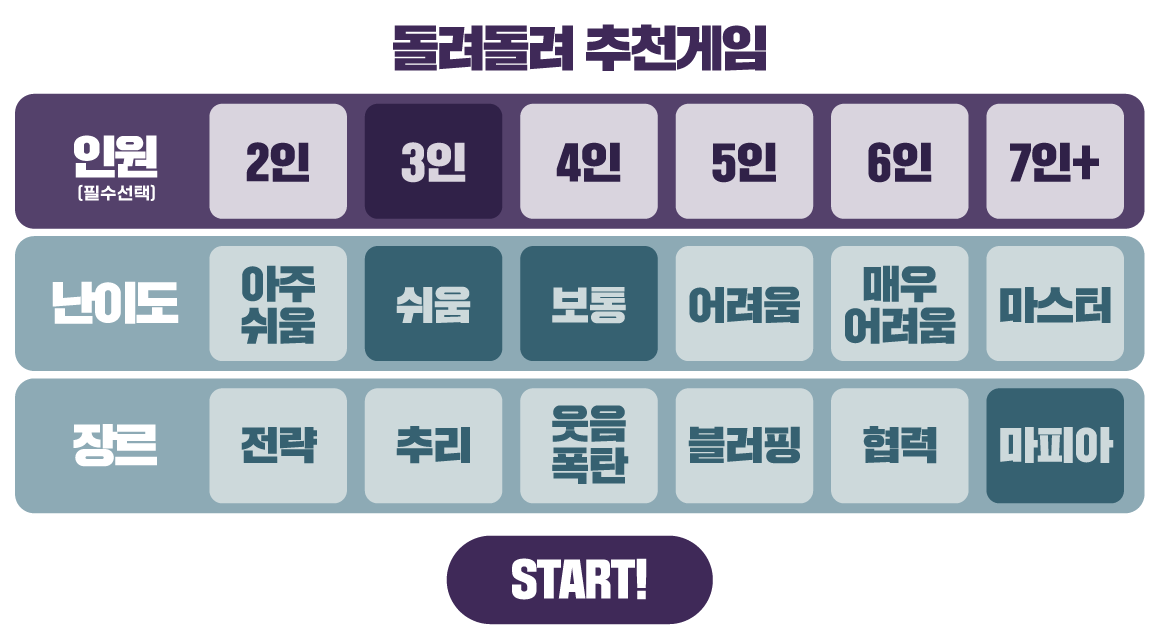 돌려돌려 추천게임
인원
(필수선택)
2인
3인
4인
5인
6인
7인+
난이도
아주
쉬움
쉬움
보통
어려움
매우
어려움
마스터
장르
전략
추리
웃음
폭탄
블러핑
협력
마피아
START!